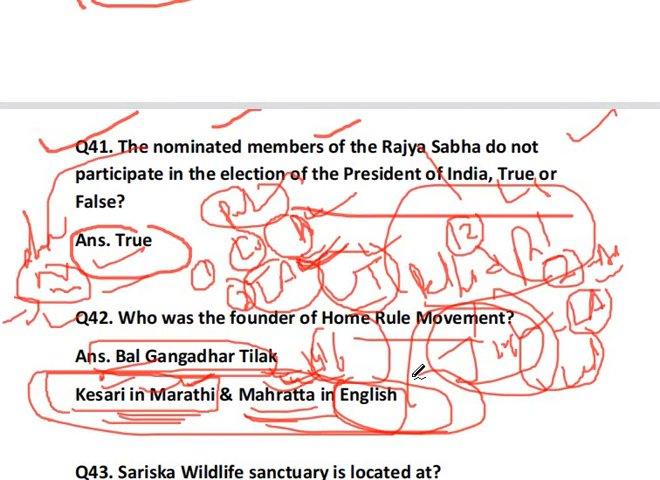 Q41. The nominated members of the Rajya Sabha do not
participate in the election of the President of India, True or
False?
Ans. True
12
Q42. Who was the founder of Home Rule Movement?
Ans. Bal Gangadhar Tilak
Kesari in Marathi & Mahratta in English
Q43. Sariska Wildlife sanctuary is located at?